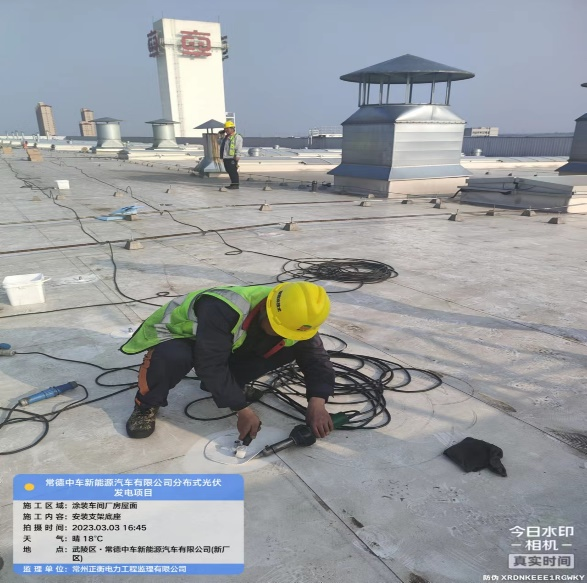 常德中车新能源汽车有限公司分布式光伏
发电项目
施工区域：涂装车间厂房屋面
施工内容：安装支架底座
拍摄时间：2023.03.03 16:45
天 气：晴 18℃
地 点：武陵区·常德中车新能源汽车有限公司(新厂
区)
监理单位：常州正衡电力工程监理有限公司
今日水印
相机
真实时间
防伪 XRDNKEEE1RGWKY